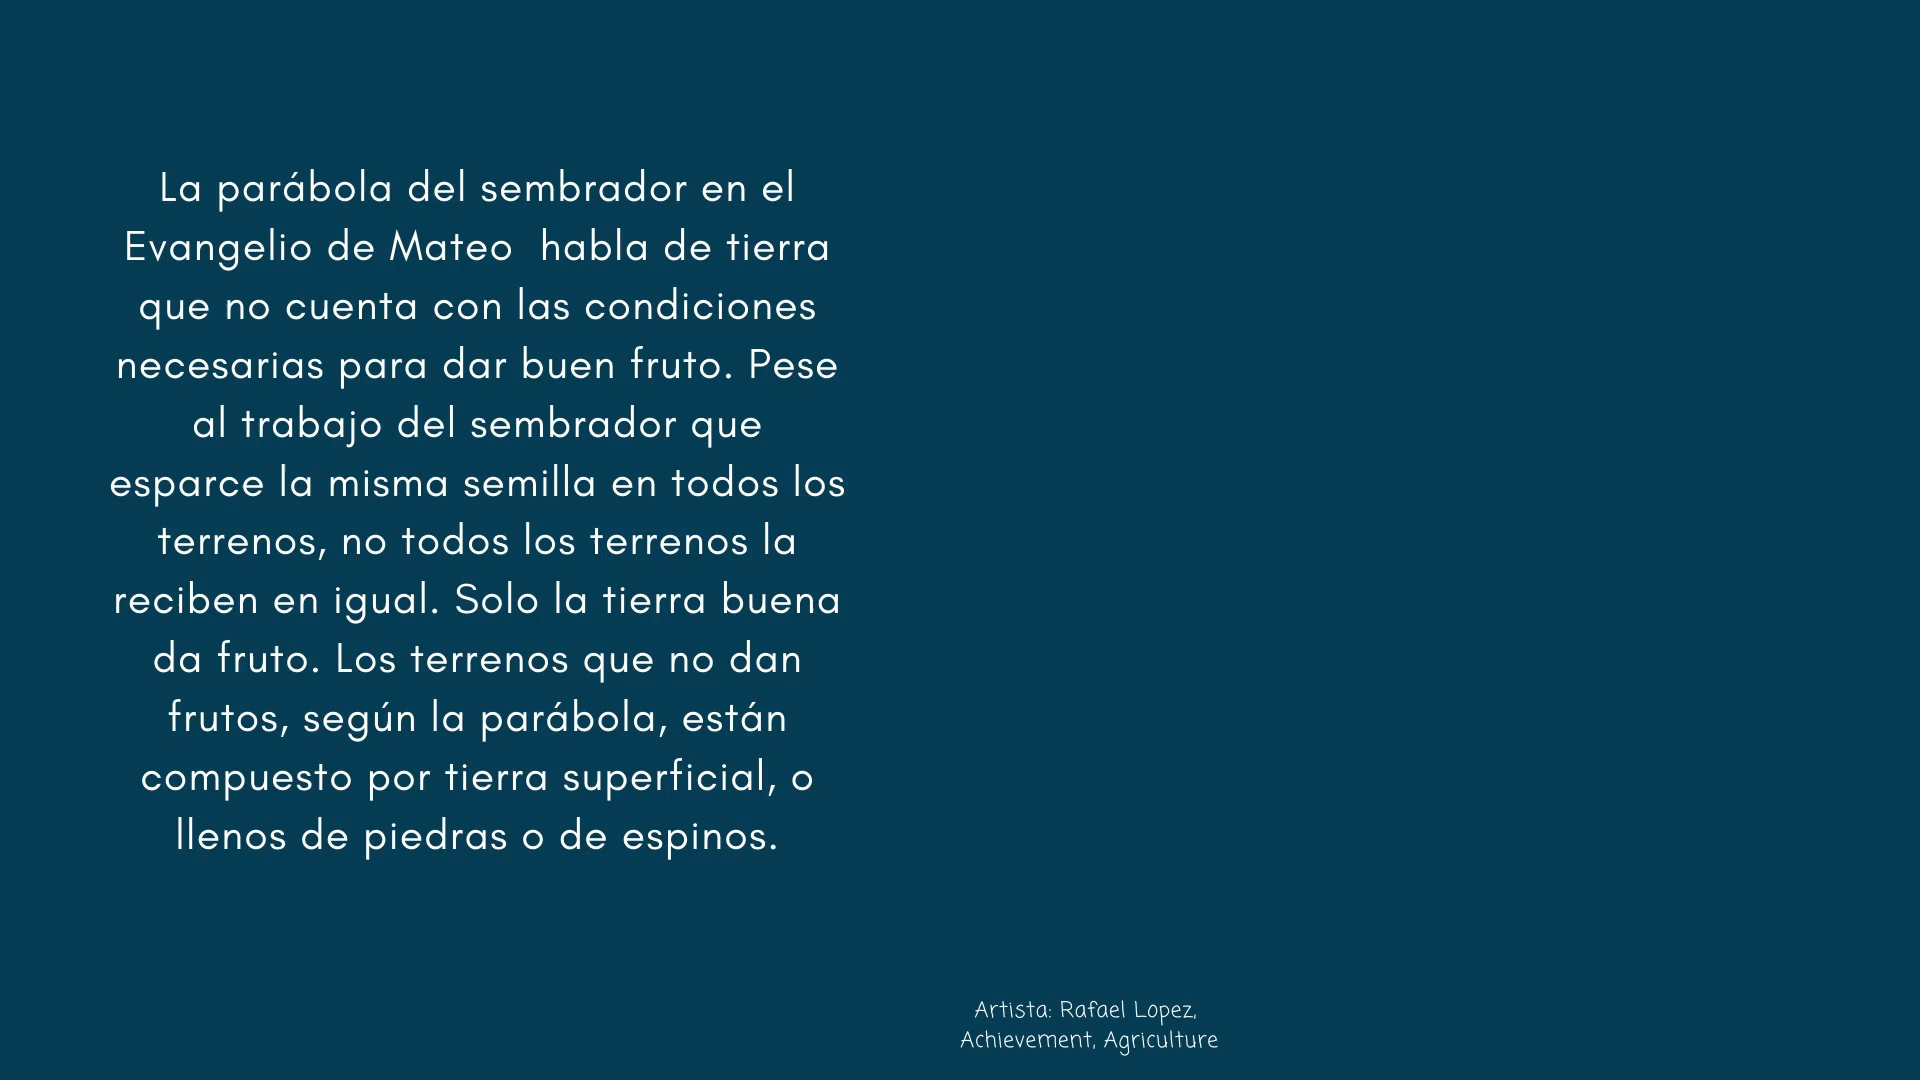 La parábola del sembrador en el
Evangelio de Mateo  habla de tierra
que no cuenta con las condiciones
necesarias para dar buen fruto. Pese
al trabajo del sembrador que
esparce la misma semilla en todos los
terrenos, no todos los terrenos la
reciben en igual. Solo la tierra buena
da fruto. Los terrenos que no dan
frutos, según la parábola, están
compuesto por tierra superficial, o
llenos de piedras o de espinos.
Artista: Rafael Lopez,
Achievement, Agriculture